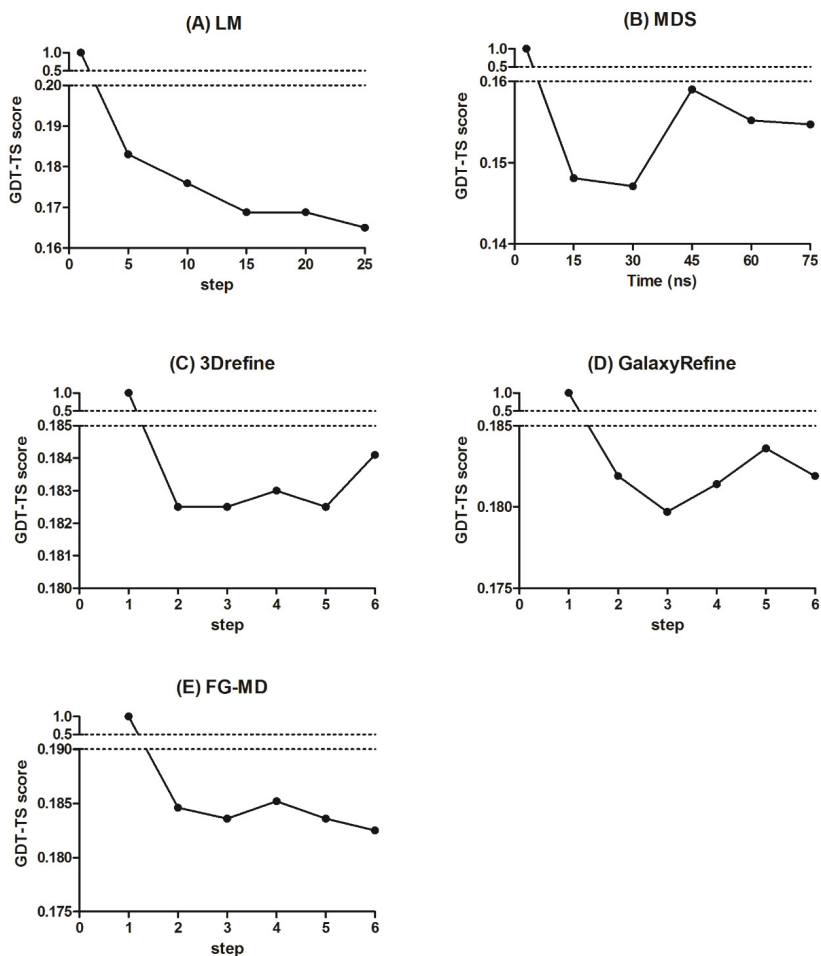 (A) LM
1.0
0.5
0.20
0.19
0.18
0.17
0.16
GDT-TS score
0 5 10 15 20 25
step
(B) MDS
1.0
0.5
0.16
0.15
0.14
GDT-TS score
0 15 30 45 60 75
Time (ns)
(C) 3Drefine
1.0
0.5
0.185
0.184
0.183
0.182
0.181
0.180
GDT-TS score
0 1 2 3 4 5 6
step
(D) GalaxyRefine
1.0
0.5
0.185
0.180
0.175
GDT-TS score
0 1 2 3 4 5 6
step
(E) FG-MD
1.0
0.5
0.190
0.185
0.180
0.175
GDT-TS score
0 1 2 3 4 5 6
step